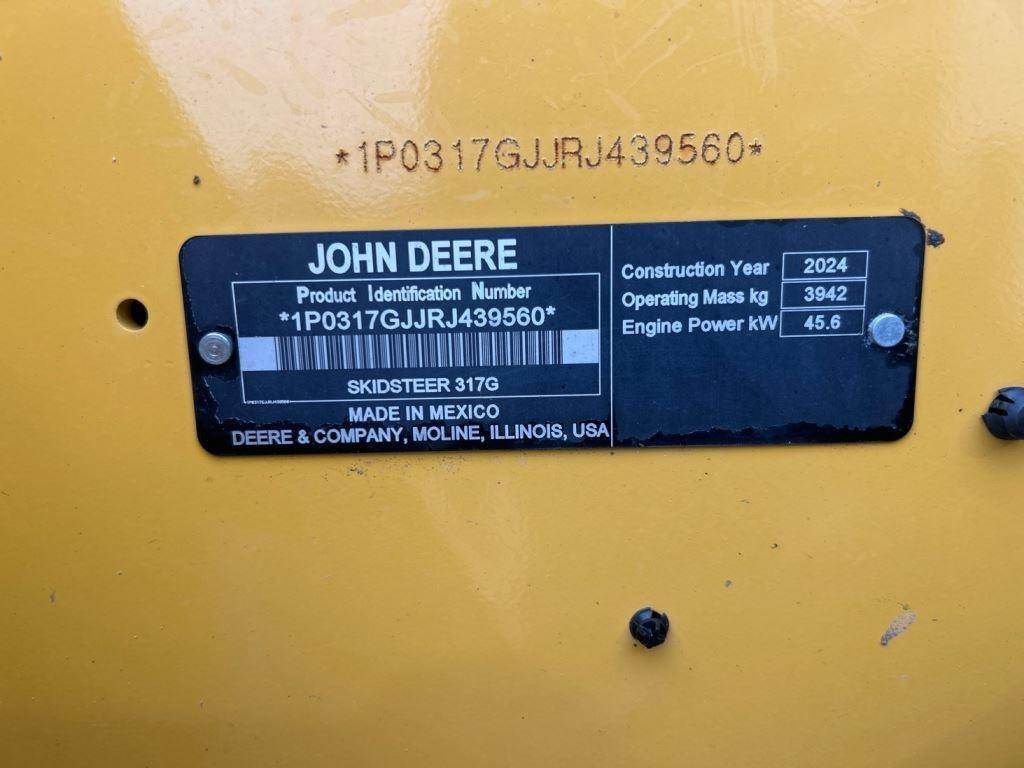 *1P0317GJJRJ439560*
JOHN DEERE
Product Identification Number
*1P0317GJJRJ439560*
SKIDSTEER 317G
1P0317GJJRJ439560
MADE IN MEXICO
DEERE & COMPANY, MOLINE, ILLINOIS, USA
Construction Year 2024
Operating Mass kg 3942
Engine Power kW 45.6